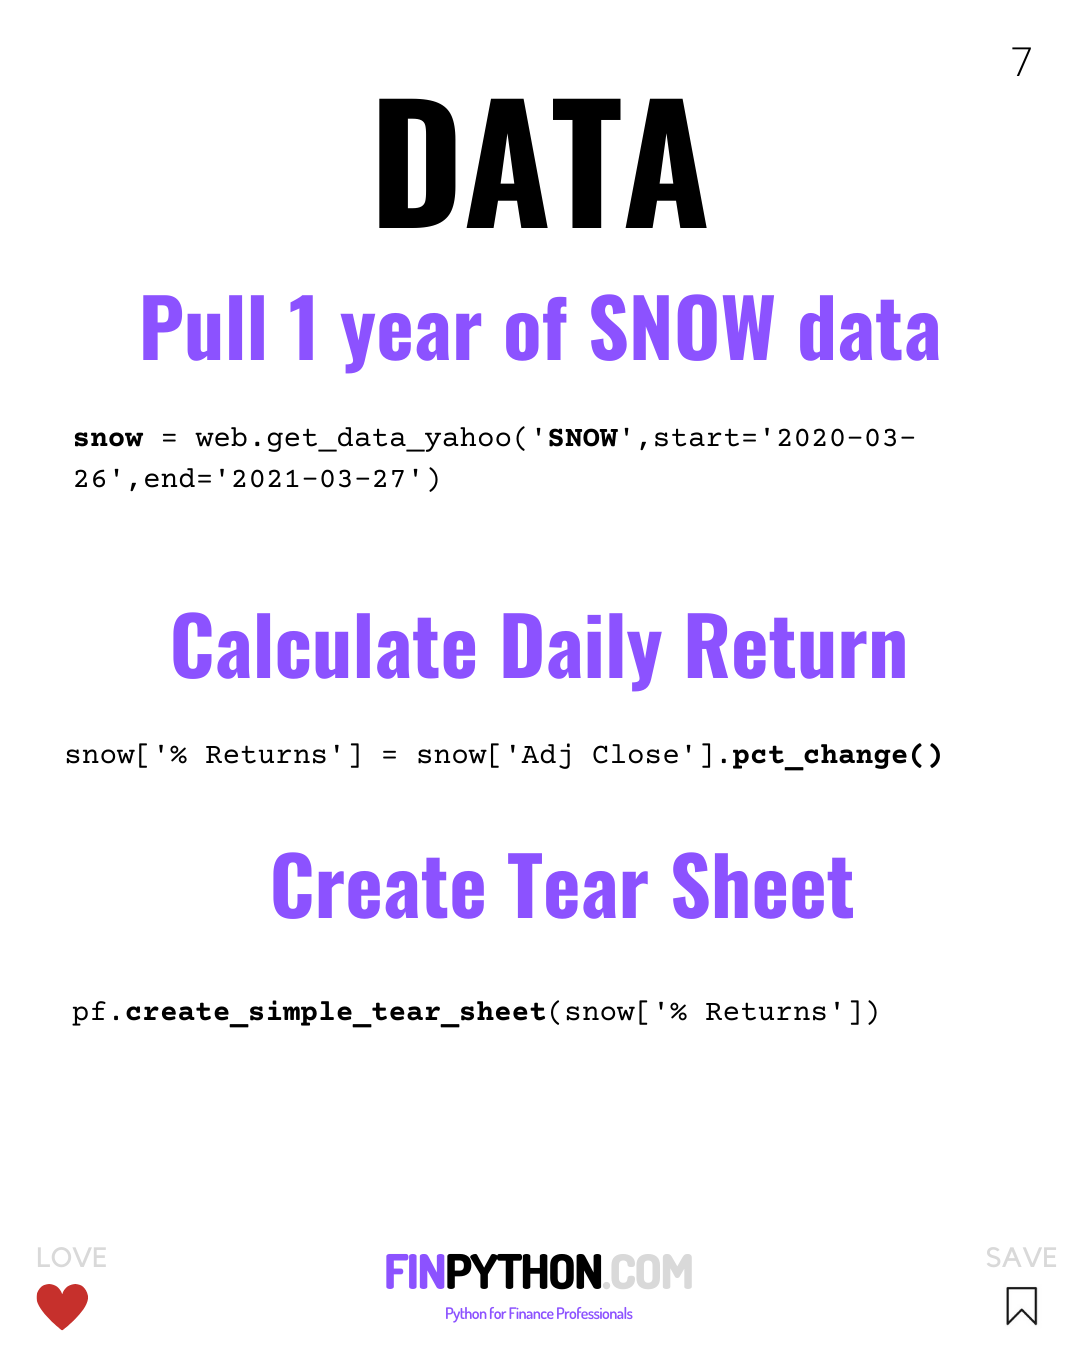 7
DATA
Pull 1 year of SNOW data
snow = web.get_data_yahoo('SNOW',start='2020-03-
26',end='2021-03-27')
Calculate Daily Return
snow['% Returns'] = snow['Adj Close'].pct_change()
Create Tear Sheet
pf.create_simple_tear_sheet(snow['% Returns'])
LOVE
FINPYTHON.COM
Python for Finance Professionals
SAVE